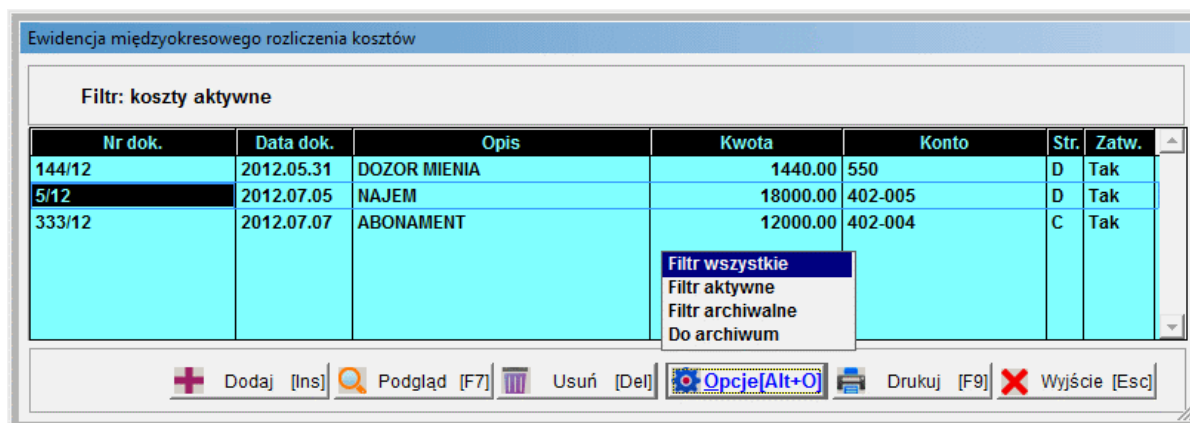 Ewidencja międzyokresowego rozliczenia kosztów
Filtr: koszty aktywne
Nr dok. Data dok. Opis Kwota Konto Str. Zatw.
144/12 2012.05.31 DOZOR MIENIA 1440.00 550 D Tak
5/12 2012.07.05 NAJEM 18000.00 402-005 D Tak
333/12 2012.07.07 ABONAMENT 12000.00 402-004 C Tak
Filtr wszystkie
Filtr aktywne
Filtr archiwalne
Do archiwum
Dodaj [Ins] Podgląd [F7] Usuń [Del] Opcje[Alt+O] Drukuj [F9] Wyjście [Esc]